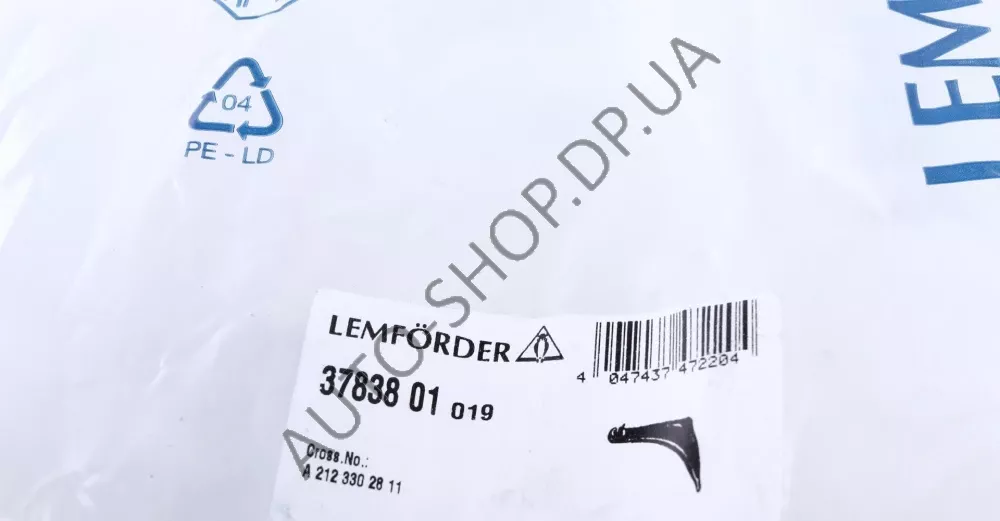 04
PE - LD
LEM
AUTO-SHOP.DP.UA
LEMFÖRDER
37838 01 019
4 047437 472204
Cross.No.:
A 212 330 28 11